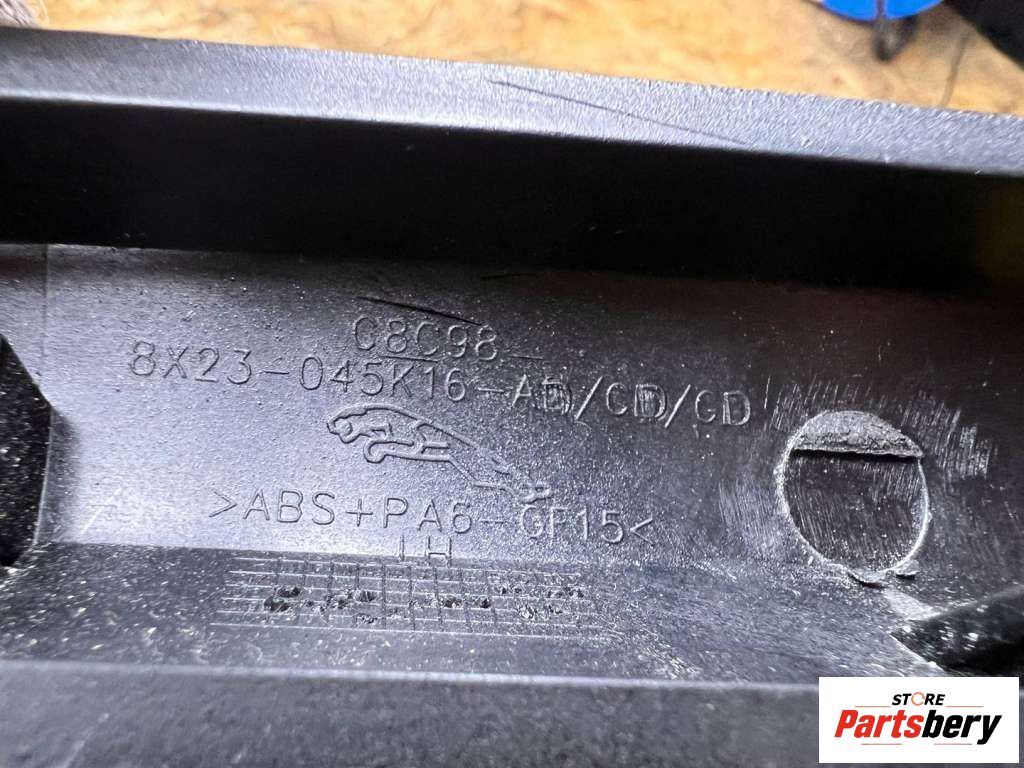 C8C98
8X23-045K16-AD/CD/CD
>ABS+PA6-GF15<
LH
STORE
Partsbery